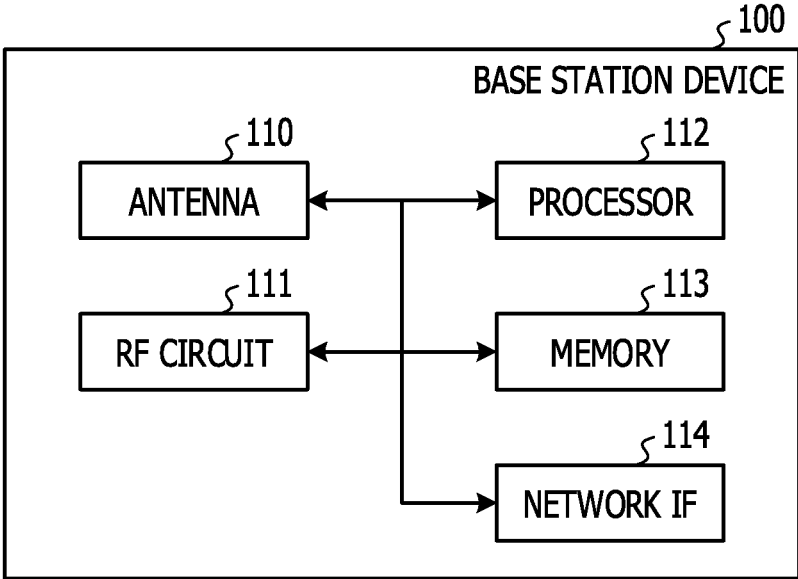 100
BASE STATION DEVICE
110
ANTENNA
112
PROCESSOR
111
RF CIRCUIT
113
MEMORY
114
NETWORK IF